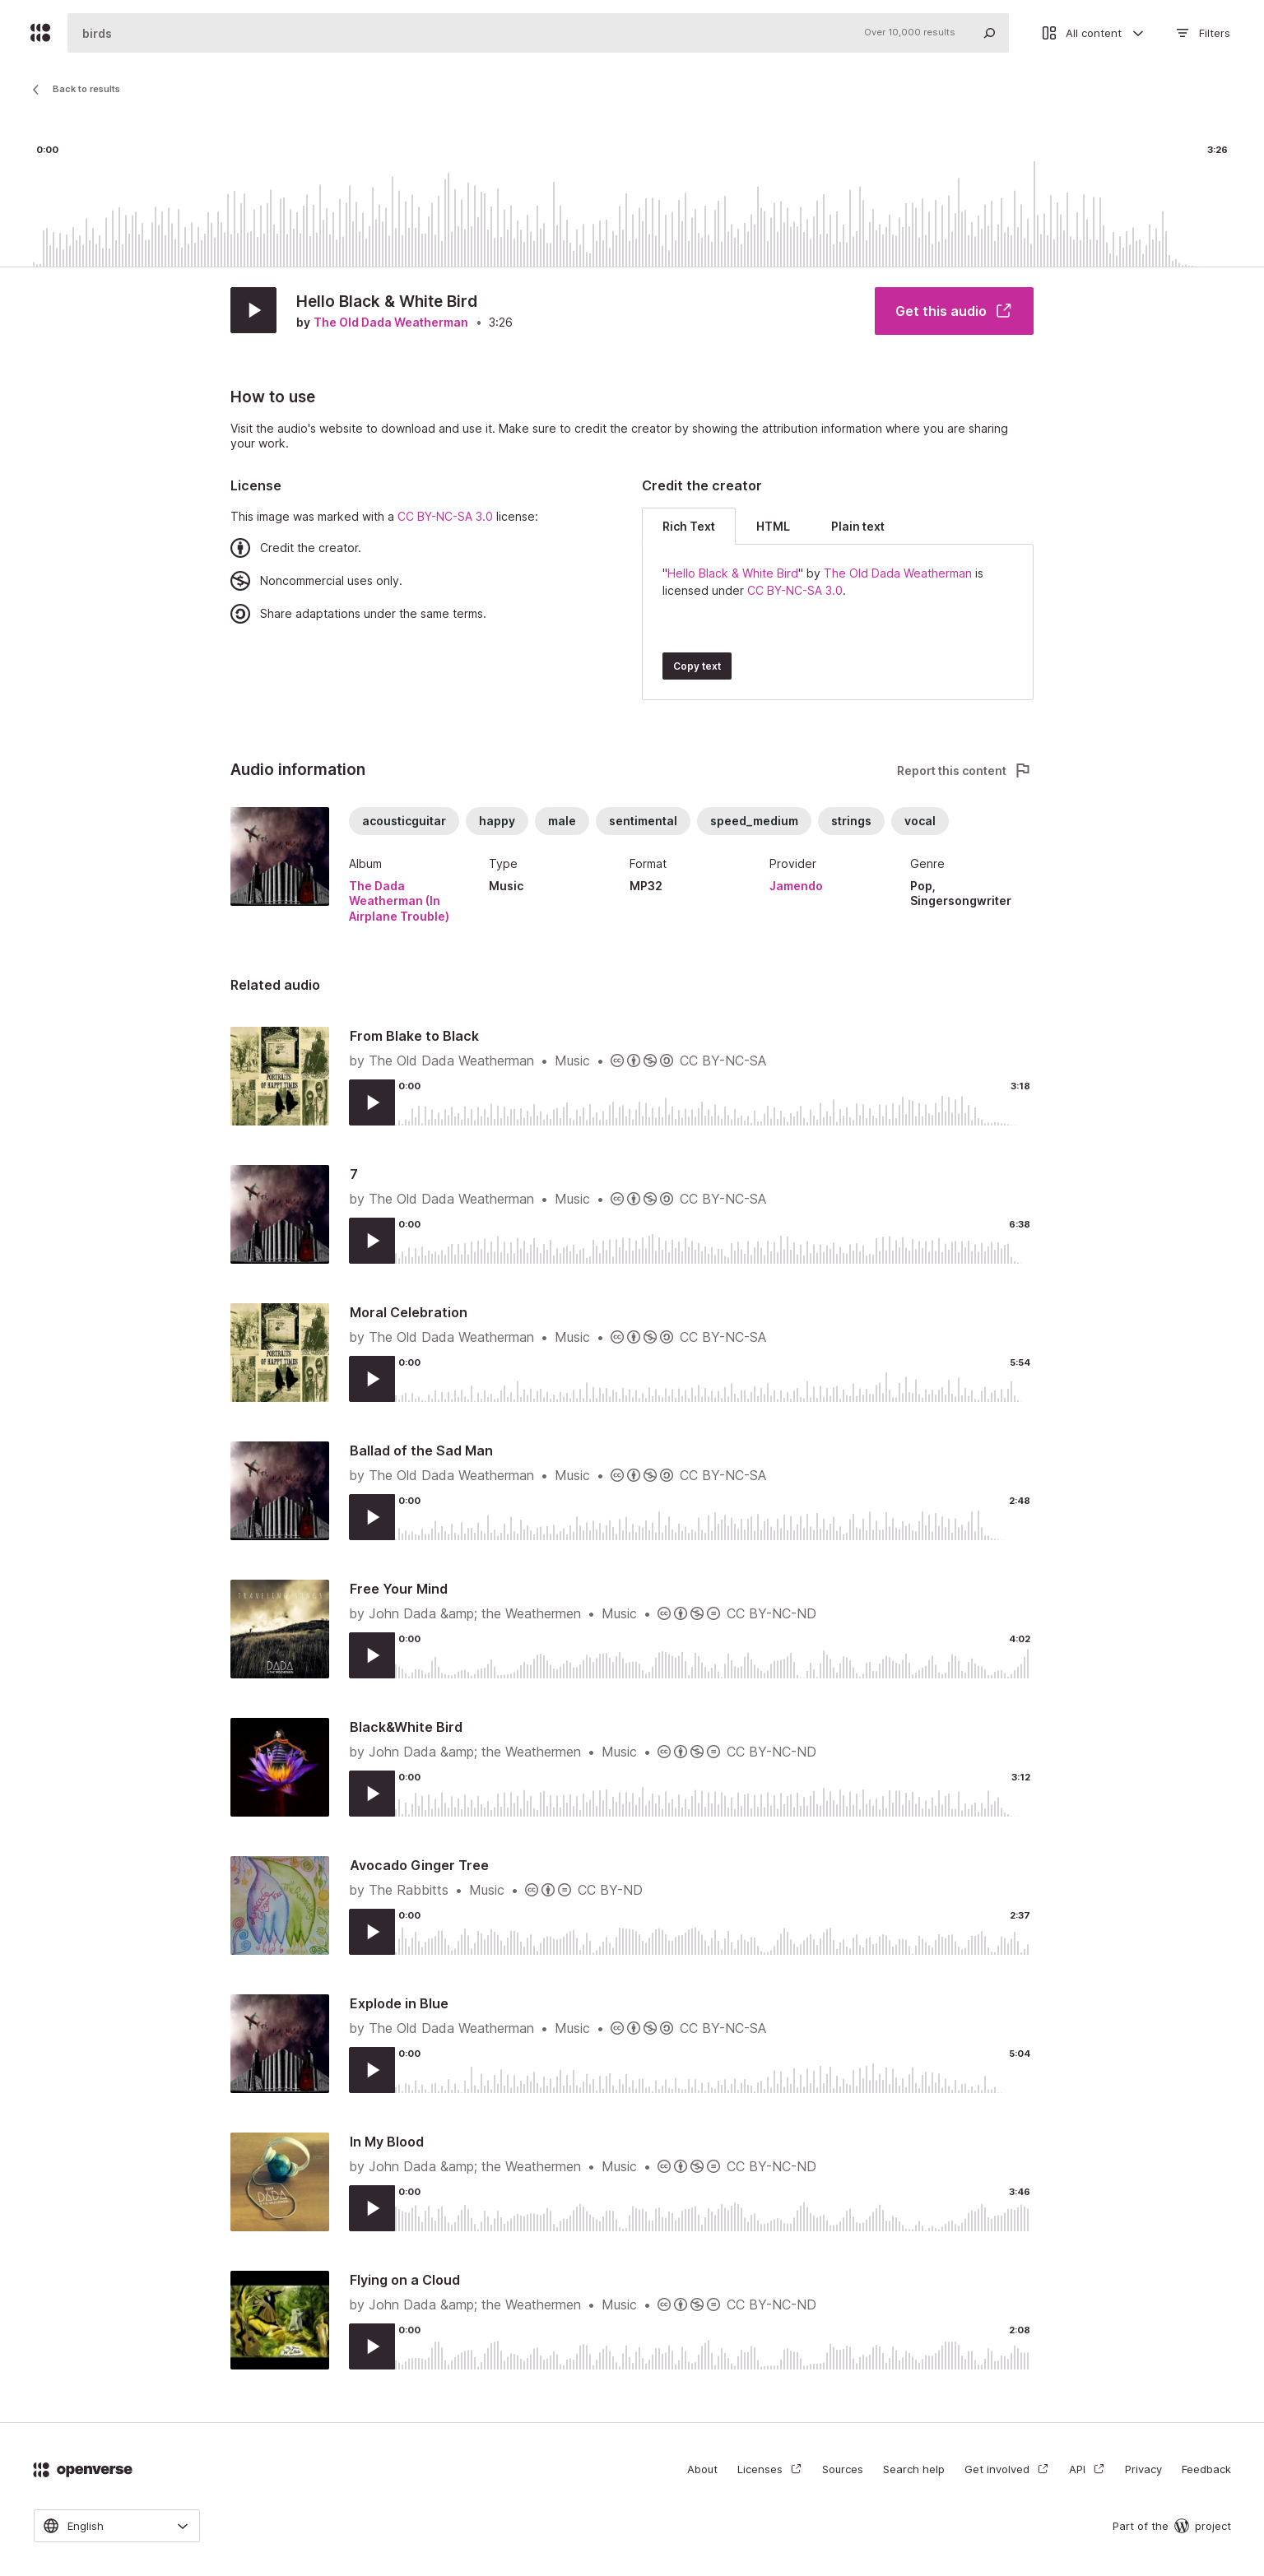 birds
Over 10,000 results
All content
Filters
Back to results
0:00
3:26
Hello Black & White Bird
by The Old Dada Weatherman • 3:26
Get this audio
How to use
Visit the audio's website to download and use it. Make sure to credit the creator by showing the attribution information where you are sharing
your work.
License
This image was marked with a CC BY-NC-SA 3.0 license:
Credit the creator.
Noncommercial uses only.
Share adaptations under the same terms.
Credit the creator
Rich Text
HTML
Plain text
"Hello Black & White Bird" by The Old Dada Weatherman is
licensed under CC BY-NC-SA 3.0.
Copy text
Audio information
Report this content
acousticguitar
happy
male
sentimental
speed_medium
strings
vocal
Album
The Dada
Weatherman (In
Airplane Trouble)
Type
Music
Format
MP32
Provider
Jamendo
Genre
Pop,
Singersongwriter
Related audio
PORTRAITS
OF HAPPY TIMES
From Blake to Black
by The Old Dada Weatherman • Music • CC BY-NC-SA
0:00
3:18
7
by The Old Dada Weatherman • Music • CC BY-NC-SA
0:00
6:38
PORTRAITS
OF HAPPY TIMES
Moral Celebration
by The Old Dada Weatherman • Music • CC BY-NC-SA
0:00
5:54
Ballad of the Sad Man
by The Old Dada Weatherman • Music • CC BY-NC-SA
0:00
2:48
DADA
Free Your Mind
by John Dada &amp; the Weathermen • Music • CC BY-NC-ND
0:00
4:02
Black&White Bird
by John Dada &amp; the Weathermen • Music • CC BY-NC-ND
0:00
3:12
Avocado Ginger Tree
by The Rabbitts • Music • CC BY-ND
0:00
2:37
Explode in Blue
by The Old Dada Weatherman • Music • CC BY-NC-SA
0:00
5:04
DADA
In My Blood
by John Dada &amp; the Weathermen • Music • CC BY-NC-ND
0:00
3:46
Flying on a Cloud
by John Dada &amp; the Weathermen • Music • CC BY-NC-ND
0:00
2:08
openverse
About
Licenses
Sources
Search help
Get involved
API
Privacy
Feedback
English
Part of the
project